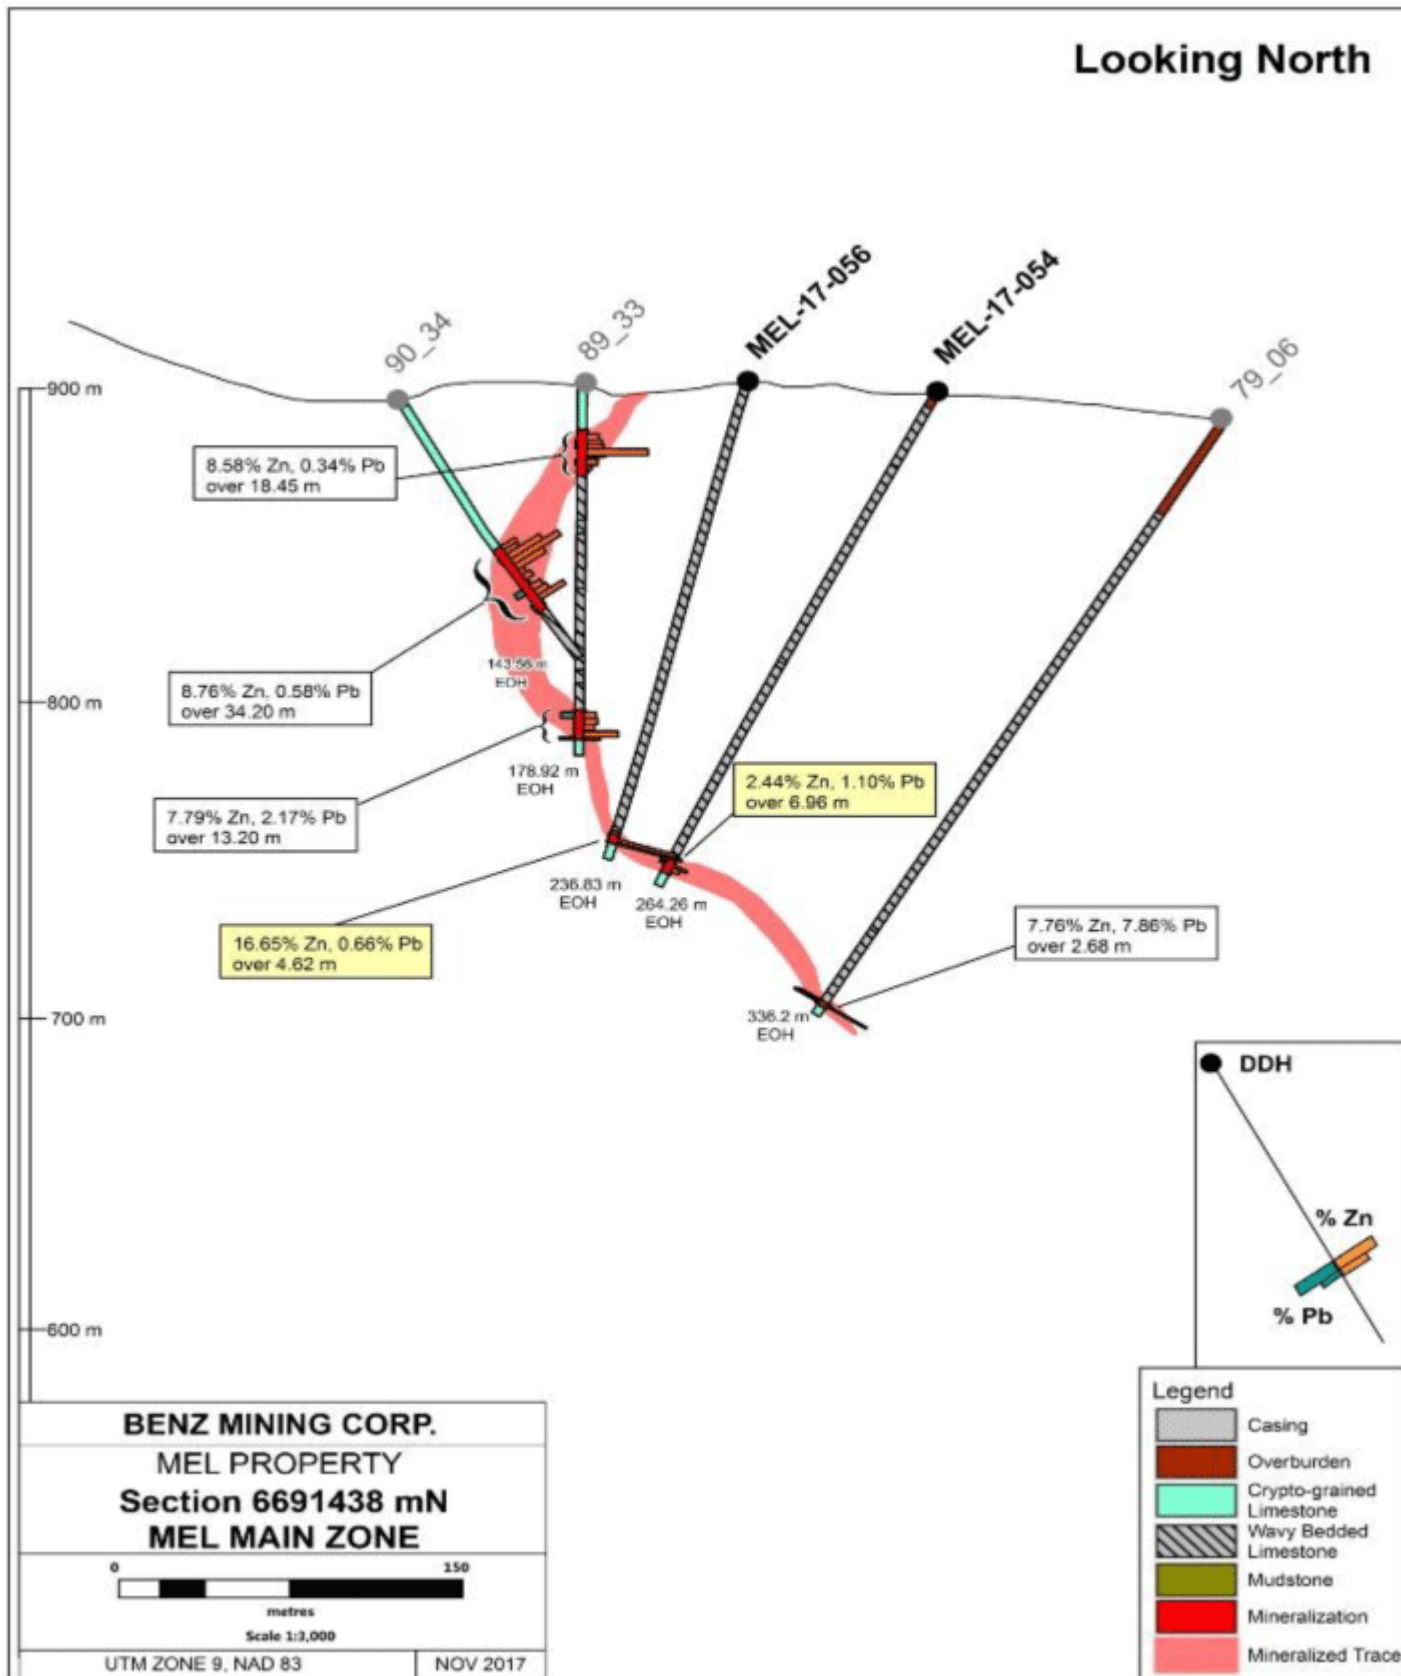 Looking North
90_34
89_33
MEL-17-056
MEL-17-054
79_06
900 m
8.58% Zn, 0.34% Pb
over 18.45 m
143.56 m
EOH
8.76% Zn, 0.58% Pb
over 34.20 m
800 m
178.92 m
EOH
2.44% Zn, 1.10% Pb
over 6.96 m
7.79% Zn, 2.17% Pb
over 13.20 m
236.83 m
EOH
264.26 m
EOH
16.65% Zn, 0.66% Pb
over 4.62 m
7.76% Zn, 7.86% Pb
over 2.68 m
700 m
336.2 m
EOH
DDH
% Zn
% Pb
600 m
BENZ MINING CORP.
MEL PROPERTY
Section 6691438 mN
MEL MAIN ZONE
0 150
metres
Scale 1:3,000
UTM ZONE 9, NAD 83
NOV 2017
Legend
Casing
Overburden
Crypto-grained
Limestone
Wavy Bedded
Limestone
Mudstone
Mineralization
Mineralized Trace